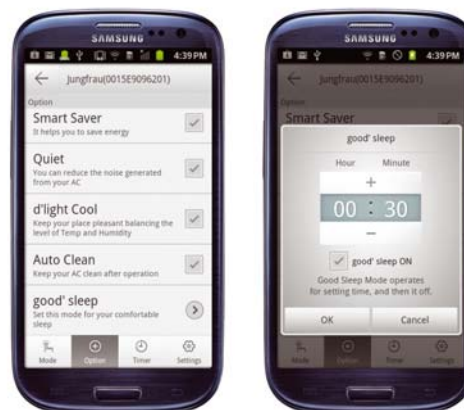 SAMSUNG
4:39 PM
Jungfrau(0015E9096201)
Option
Smart Saver
It helps you to save energy
Quiet
You can reduce the noise generated
from your AC
d'light Cool
Keep your place pleasant balancing the
level of Temp and Humidity
Auto Clean
Keep your AC clean after operation
good' sleep
Set this mode for your comfortable
sleep
Mode
Option
Timer
Settings
SAMSUNG
4:39 PM
Jungfrau(0015E9096201)
Option
Smart Saver
good' sleep
Hour Minute
+
00 : 30
−
good' sleep ON
Good Sleep Mode operates
for setting time, and then it off.
OK Cancel
Mode
Option
Timer
Settings